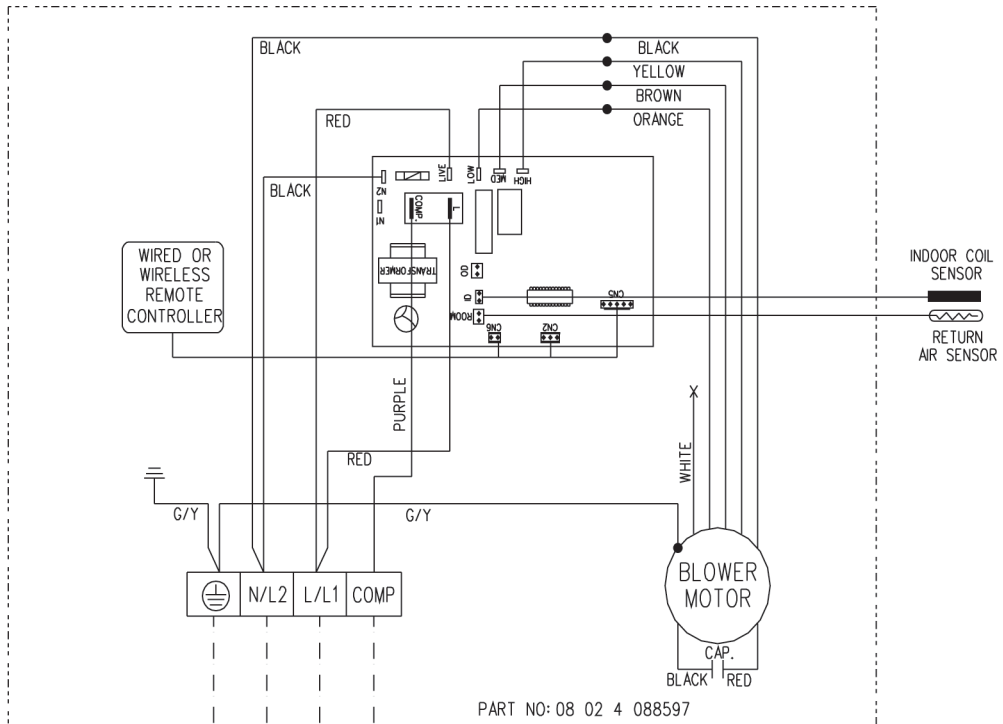 BLACK
BLACK
YELLOW
BROWN
ORANGE
RED
BLACK
N2
N1
LIVE
LOW
MED
HIGH
COMP.
L
TRANSFORMER
OD
ID
ROOM
CN5
CN6
CN2
WIRED OR
WIRELESS
REMOTE
CONTROLLER
INDOOR COIL
SENSOR
RETURN
AIR SENSOR
PURPLE
RED
WHITE
X
G/Y
G/Y
N/L2
L/L1
COMP
BLOWER
MOTOR
CAP.
BLACK
RED
PART NO: 08 02 4 088597